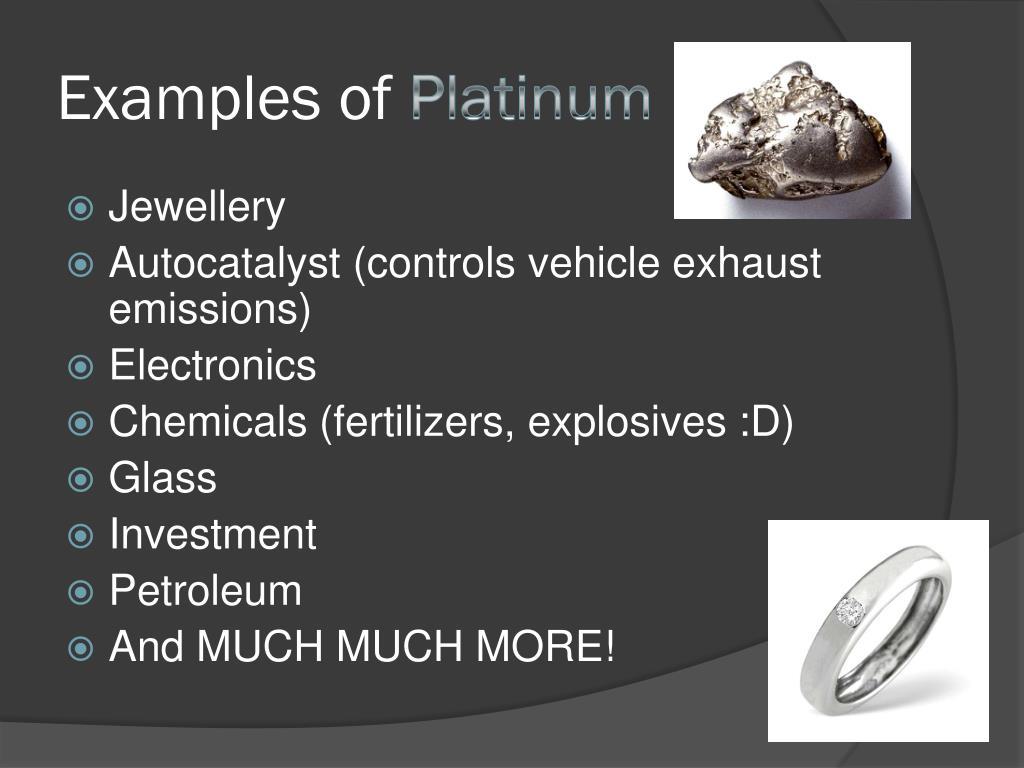 Examples of Platinum
Jewellery
Autocatalyst (controls vehicle exhaust
emissions)
Electronics
Chemicals (fertilizers, explosives :D)
Glass
Investment
Petroleum
And MUCH MUCH MORE!